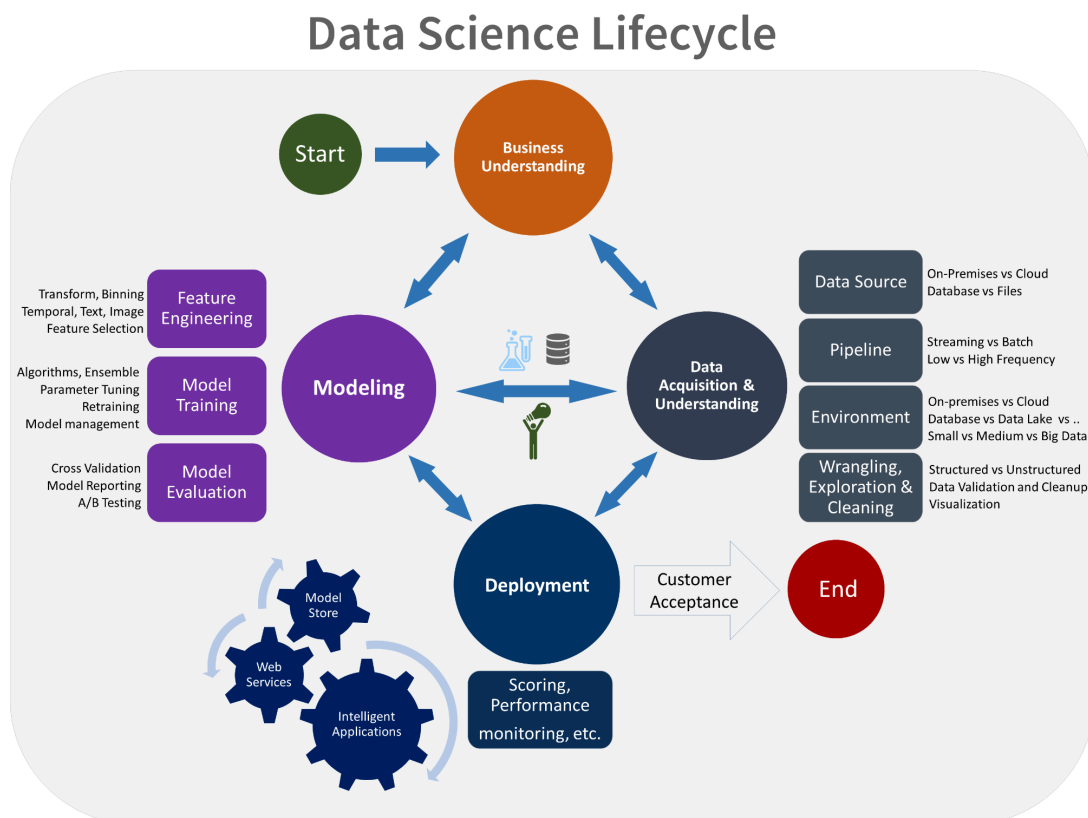 Data Science Lifecycle
Start
Business
Understanding
Transform, Binning
Temporal, Text, Image
Feature Selection
Feature
Engineering
Algorithms, Ensemble
Parameter Tuning
Retraining
Model management
Model
Training
Cross Validation
Model Reporting
A/B Testing
Model
Evaluation
Modeling
Data
Acquisition &
Understanding
Data Source
On-Premises vs Cloud
Database vs Files
Pipeline
Streaming vs Batch
Low vs High Frequency
Environment
On-premises vs Cloud
Database vs Data Lake vs ..
Small vs Medium vs Big Data
Wrangling,
Exploration &
Cleaning
Structured vs Unstructured
Data Validation and Cleanup
Visualization
Deployment
Customer
Acceptance
End
Model
Store
Web
Services
Intelligent
Applications
Scoring,
Performance
monitoring, etc.